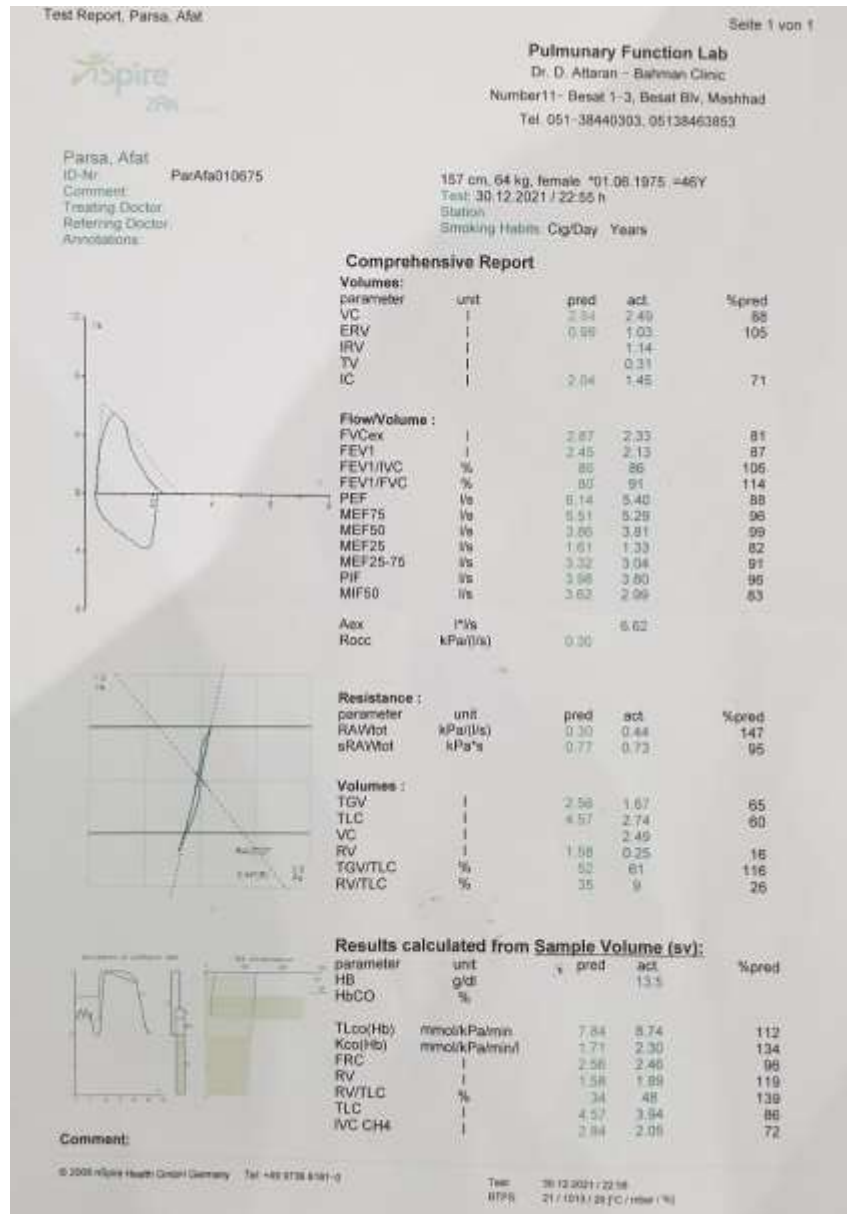 Test Report, Parsa, Afat
Seite 1 von 1
nSpire
Pulmunary Function Lab
Dr. D. Attaran - Bahman Clinic
Number11- Besat 1-3, Besat Blv, Mashhad
Tel. 051-38440303, 05138463853
Parsa, Afat
ID-Nr. ParAfa010675
Comment:
Treating Doctor:
Referring Doctor:
Annotations:
157 cm, 64 kg, female *01.06.1975 =46Y
Test: 30.12.2021 / 22:55 h
Station:
Smoking Habits: Cig/Day Years
Comprehensive Report
Volumes:
parameter unit pred act. %pred
VC l 2.84 2.49 88
ERV l 0.98 1.03 105
IRV l 1.14
TV l 0.31
IC l 2.04 1.45 71
Flow/Volume :
FVCex l 2.87 2.33 81
FEV1 l 2.45 2.13 87
FEV1/IVC % 80 86 106
FEV1/FVC % 80 91 114
PEF l/s 6.14 5.40 88
MEF75 l/s 5.51 5.29 96
MEF50 l/s 3.86 3.81 99
MEF25 l/s 1.61 1.33 82
MEF25-75 l/s 3.32 3.04 91
PIF l/s 3.98 3.80 95
MIF50 l/s 3.62 2.99 83
Aex l*l/s 6.62
Rocc kPa/(l/s) 0.30
Resistance :
parameter unit pred act. %pred
RAWtot kPa/(l/s) 0.30 0.44 147
sRAWtot kPa*s 0.77 0.73 95
Volumes :
TGV l 2.56 1.67 65
TLC l 4.57 2.74 60
VC l 2.49
RV l 1.58 0.25 16
TGV/TLC % 52 61 116
RV/TLC % 35 9 26
Results calculated from Sample Volume (sv):
parameter unit pred act. %pred
HB g/dl 13.5
HbCO %
TLco(Hb) mmol/kPa/min 7.84 8.74 112
Kco(Hb) mmol/kPa/min/l 1.71 2.30 134
FRC l 2.56 2.46 96
RV l 1.58 1.89 119
RV/TLC % 34 48 139
TLC l 4.57 3.94 86
IVC CH4 l 2.84 2.05 72
Comment:
nSpire Health GmbH Germany Tel: +49 9736 8181-0
Test: 30.12.2021 / 22:56
BTPS